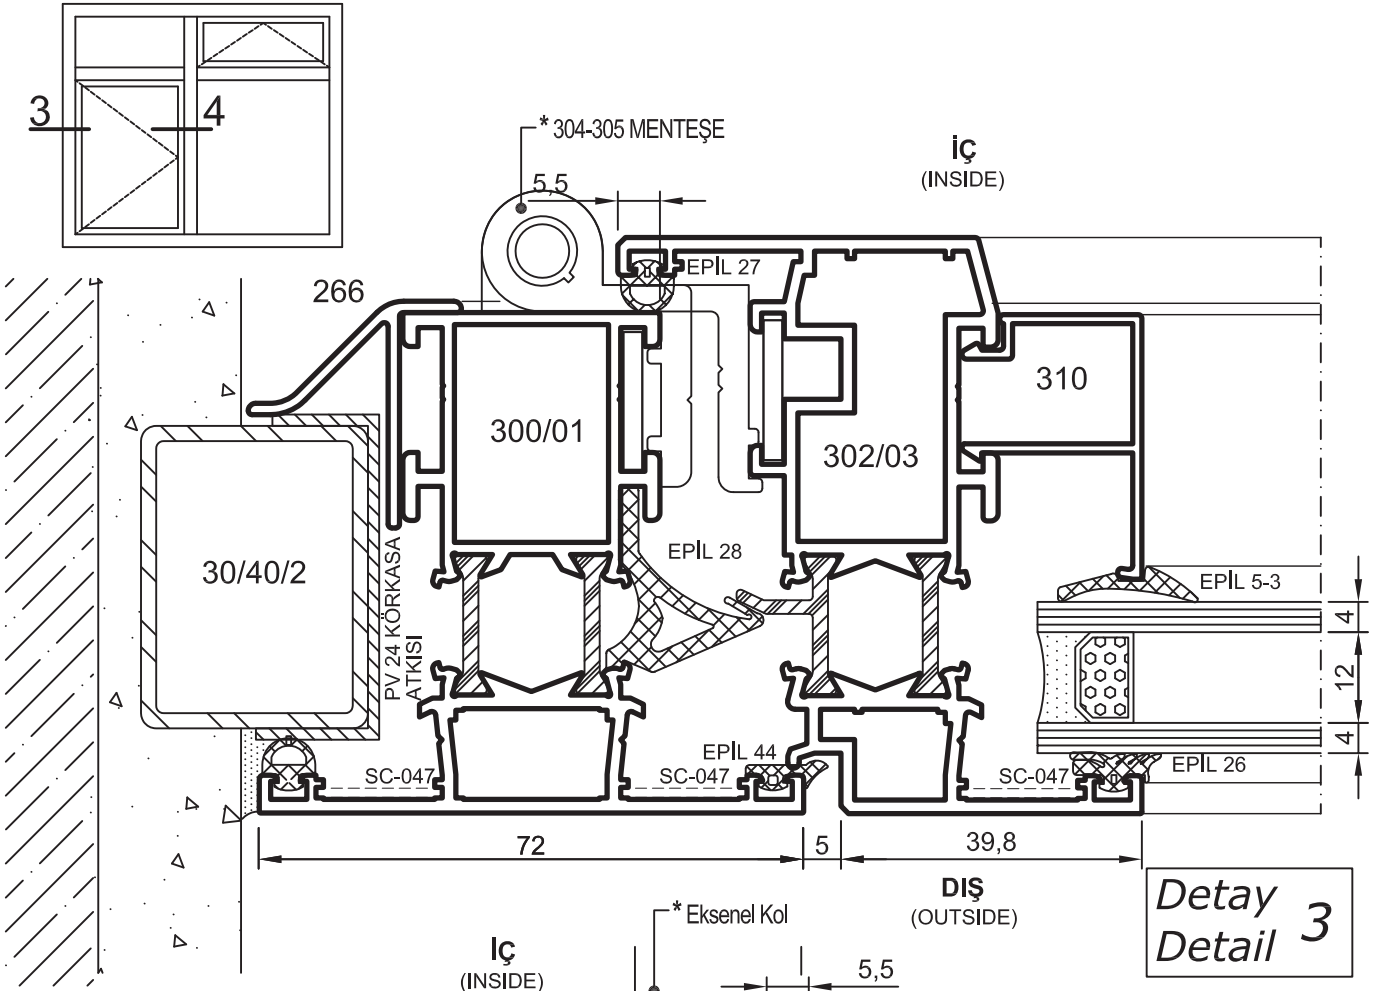 3
4
* 304-305 MENTEŞE
5,5
İÇ
(INSIDE)
EPİL 27
266
310
300/01
302/03
EPİL 28
30/40/2
PV 24 KÖRKASA
ATKISI
EPİL 5-3
4
12
4
EPİL 44
EPİL 26
SC-047
SC-047
SC-047
72
5
39,8
DIŞ
(OUTSIDE)
Detay
Detail
3
* Eksenel Kol
İÇ
(INSIDE)
5,5